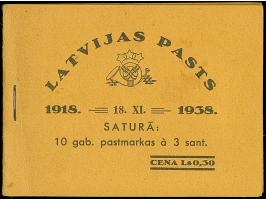 LATVIJAS PASTS
1918. 18. XI. 1938.
SATURĀ:
10 gab. pastmarkas à 3 sant.
CENA Ls 0,30